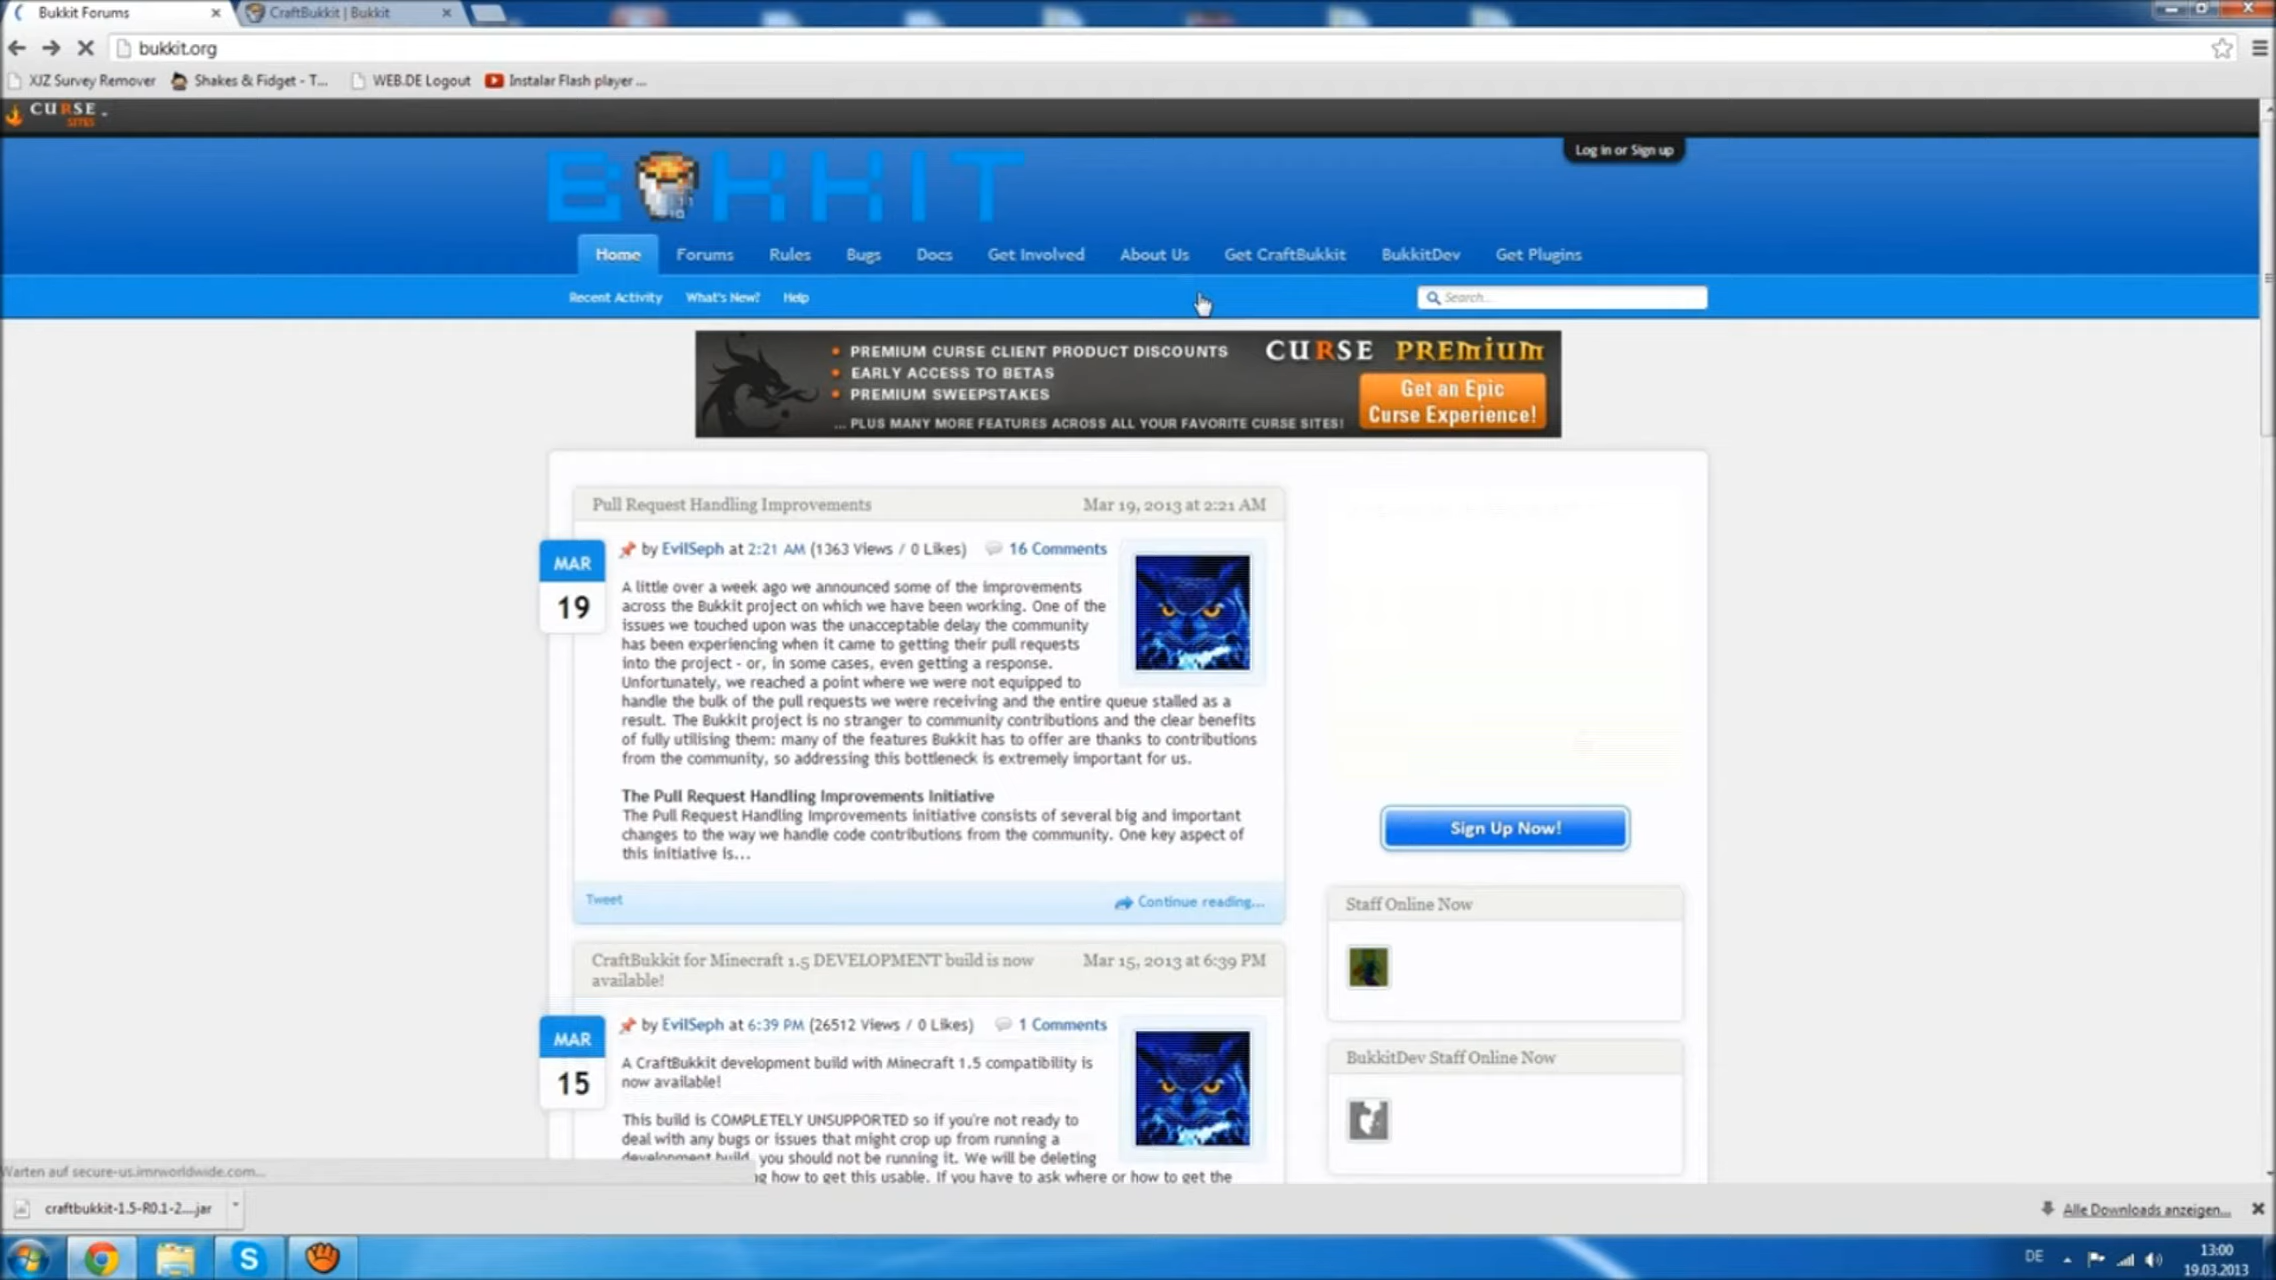 Bukkit Forums
CraftBukkit | Bukkit
bukkit.org
XJZ Survey Remover
Shakes & Fidget - T...
WEB.DE Logout
Instalar Flash player ...
CURSE
SITES
Log in or Sign up
BUKKIT
Home Forums Rules Bugs Docs Get Involved About Us Get CraftBukkit BukkitDev Get Plugins
Recent Activity What's New? Help
Search...
PREMIUM CURSE CLIENT PRODUCT DISCOUNTS
EARLY ACCESS TO BETAS
PREMIUM SWEEPSTAKES
... PLUS MANY MORE FEATURES ACROSS ALL YOUR FAVORITE CURSE SITES!
CURSE PREMIUM
Get an Epic
Curse Experience!
Pull Request Handling Improvements
Mar 19, 2013 at 2:21 AM
MAR
19
by EvilSeph at 2:21 AM (1363 Views / 0 Likes) 16 Comments
A little over a week ago we announced some of the improvements
across the Bukkit project on which we have been working. One of the
issues we touched upon was the unacceptable delay the community
has been experiencing when it came to getting their pull requests
into the project - or, in some cases, even getting a response.
Unfortunately, we reached a point where we were not equipped to
handle the bulk of the pull requests we were receiving and the entire queue stalled as a
result. The Bukkit project is no stranger to community contributions and the clear benefits
of fully utilising them: many of the features Bukkit has to offer are thanks to contributions
from the community, so addressing this bottleneck is extremely important for us.
The Pull Request Handling Improvements Initiative
The Pull Request Handling Improvements initiative consists of several big and important
changes to the way we handle code contributions from the community. One key aspect of
this initiative is...
Tweet
Continue reading...
Sign Up Now!
Staff Online Now
BukkitDev Staff Online Now
CraftBukkit for Minecraft 1.5 DEVELOPMENT build is now
available!
Mar 15, 2013 at 6:39 PM
MAR
15
by EvilSeph at 6:39 PM (26512 Views / 0 Likes) 1 Comments
A CraftBukkit development build with Minecraft 1.5 compatibility is
now available!
This build is COMPLETELY UNSUPPORTED so if you're not ready to
deal with any bugs or issues that might crop up from running a
development build, you should not be running it. We will be deleting
g how to get this usable. If you have to ask where or how to get the
Warten auf secure-us.imrworldwide.com...
craftbukkit-1.5-R0.1-2....jar
Alle Downloads anzeigen...
DE
13:00
19.03.2013